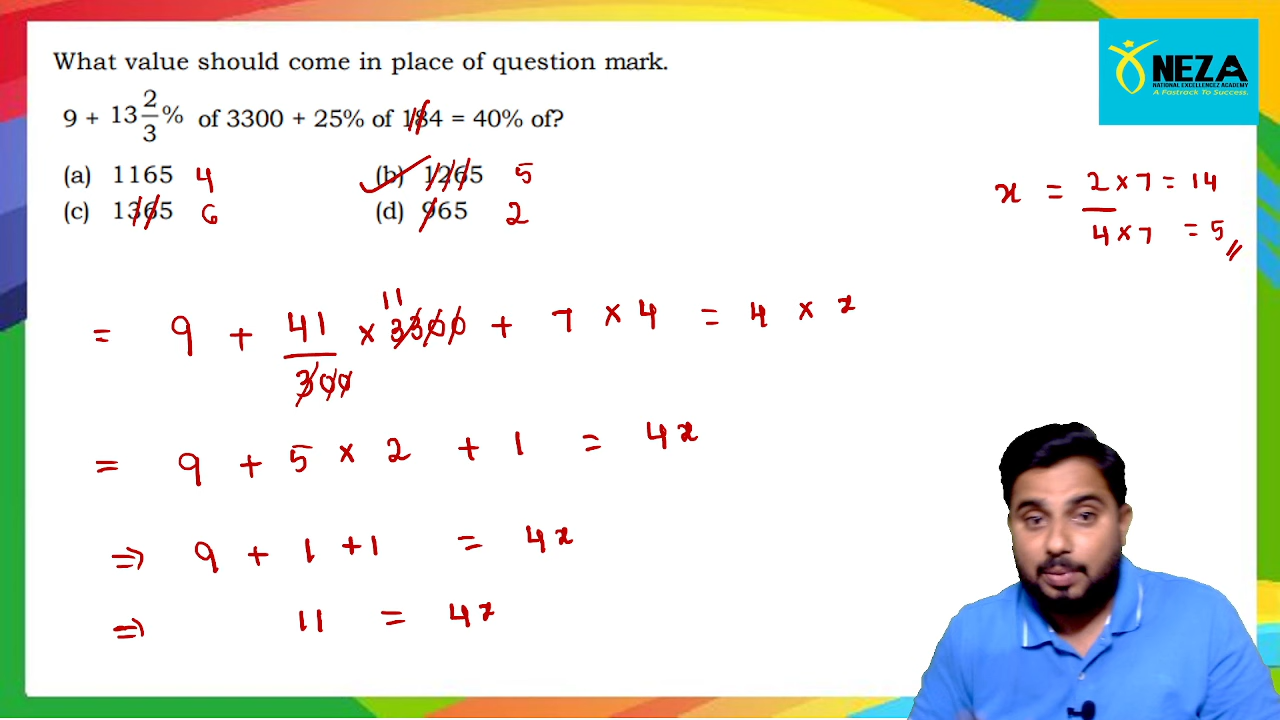 What value should come in place of question mark.
9 + 13 2/3 % of 3300 + 25% of 184 = 40% of?
(a) 1165 4 (b) 1265 5
(c) 1365 6 (d) 965 2
NEZA
NATIONAL EXCELLENCEZ ACADEMY
A Fastrack To Success.
x = 2 × 7 = 14
4 × 7 = 5
11
= 9 + 41/300 × 3300 + 7 × 4 = 4 × x
= 9 + 5 × 2 + 1 = 4x
⇒ 9 + 1 + 1 = 4x
⇒ 11 = 4x